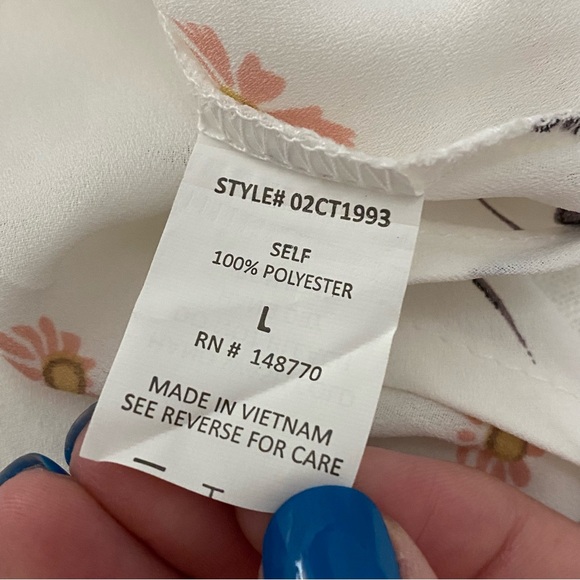 STYLE# 02CT1993
SELF
100% POLYESTER
L
RN # 148770
MADE IN VIETNAM
SEE REVERSE FOR CARE